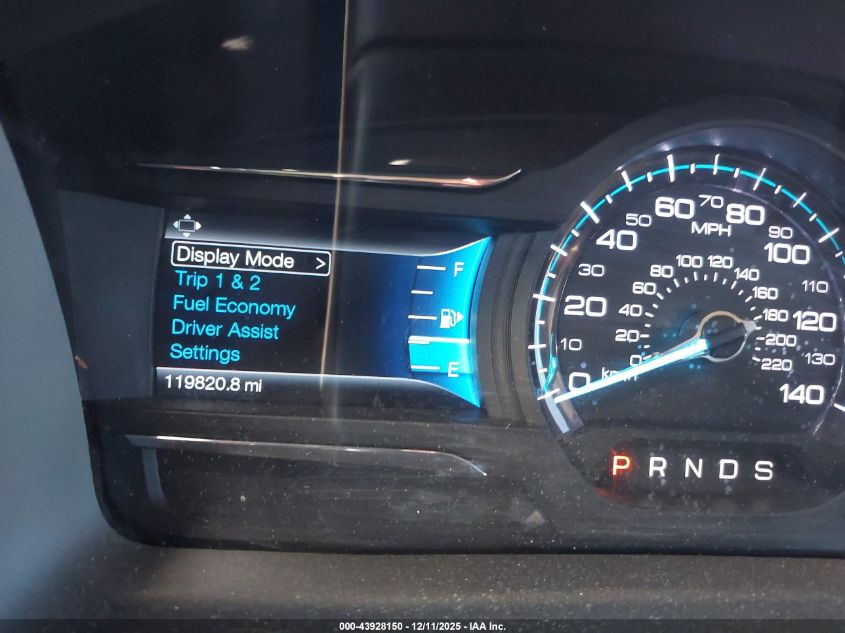 Display Mode >
Trip 1 & 2
Fuel Economy
Driver Assist
Settings
119820.8 mi
F
E
0 10 20 30 40 50 60 70 80 90 100 110 120 130 140
MPH
0 20 40 60 80 100 120 140 160 180 200 220
km/h
P R N D S
000-43928150 - 12/11/2025 - IAA Inc.